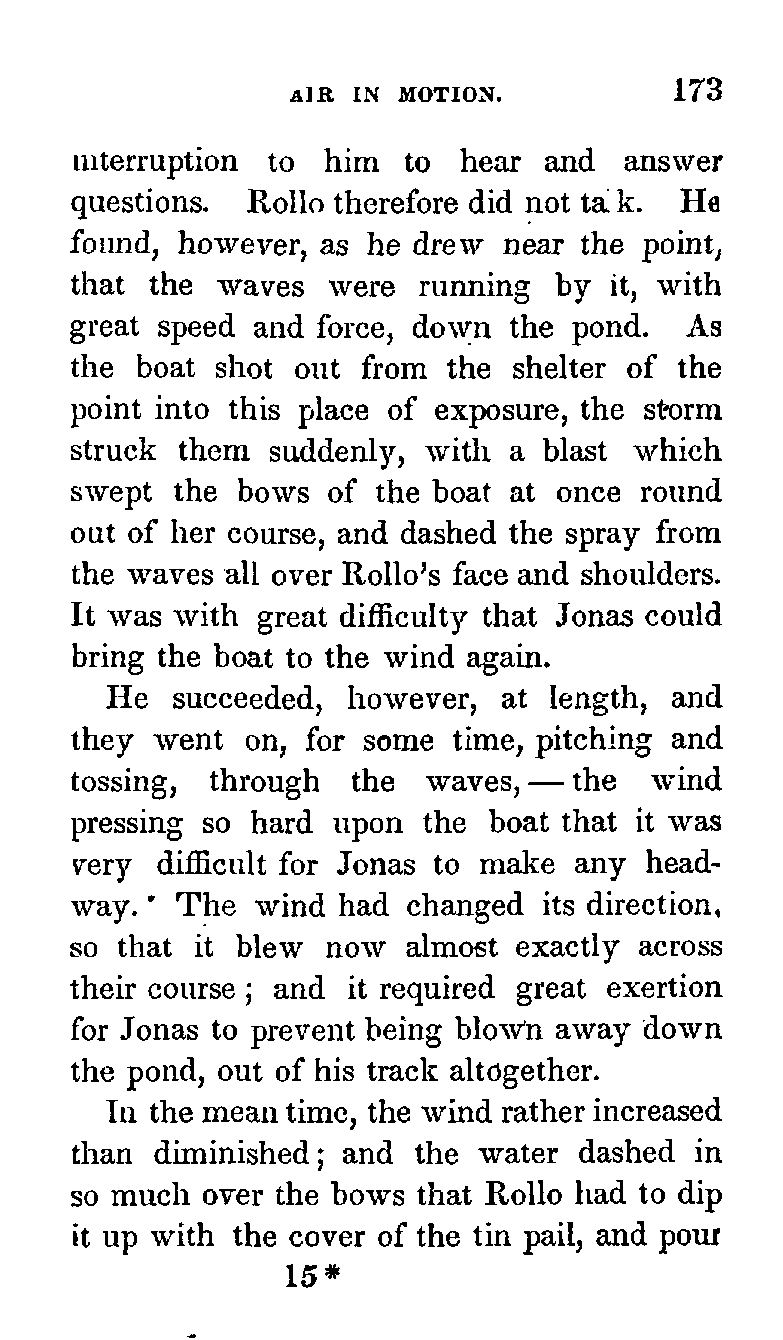 AIR IN MOTION. 173
interruption to him to hear and answer
questions. Rollo therefore did not talk. He
found, however, as he drew near the point,
that the waves were running by it, with
great speed and force, down the pond. As
the boat shot out from the shelter of the
point into this place of exposure, the storm
struck them suddenly, with a blast which
swept the bows of the boat at once round
out of her course, and dashed the spray from
the waves all over Rollo's face and shoulders.
It was with great difficulty that Jonas could
bring the boat to the wind again.
He succeeded, however, at length, and
they went on, for some time, pitching and
tossing, through the waves, — the wind
pressing so hard upon the boat that it was
very difficult for Jonas to make any head-
way. The wind had changed its direction,
so that it blew now almost exactly across
their course ; and it required great exertion
for Jonas to prevent being blown away down
the pond, out of his track altogether.
In the mean time, the wind rather increased
than diminished ; and the water dashed in
so much over the bows that Rollo had to dip
it up with the cover of the tin pail, and pour
15*